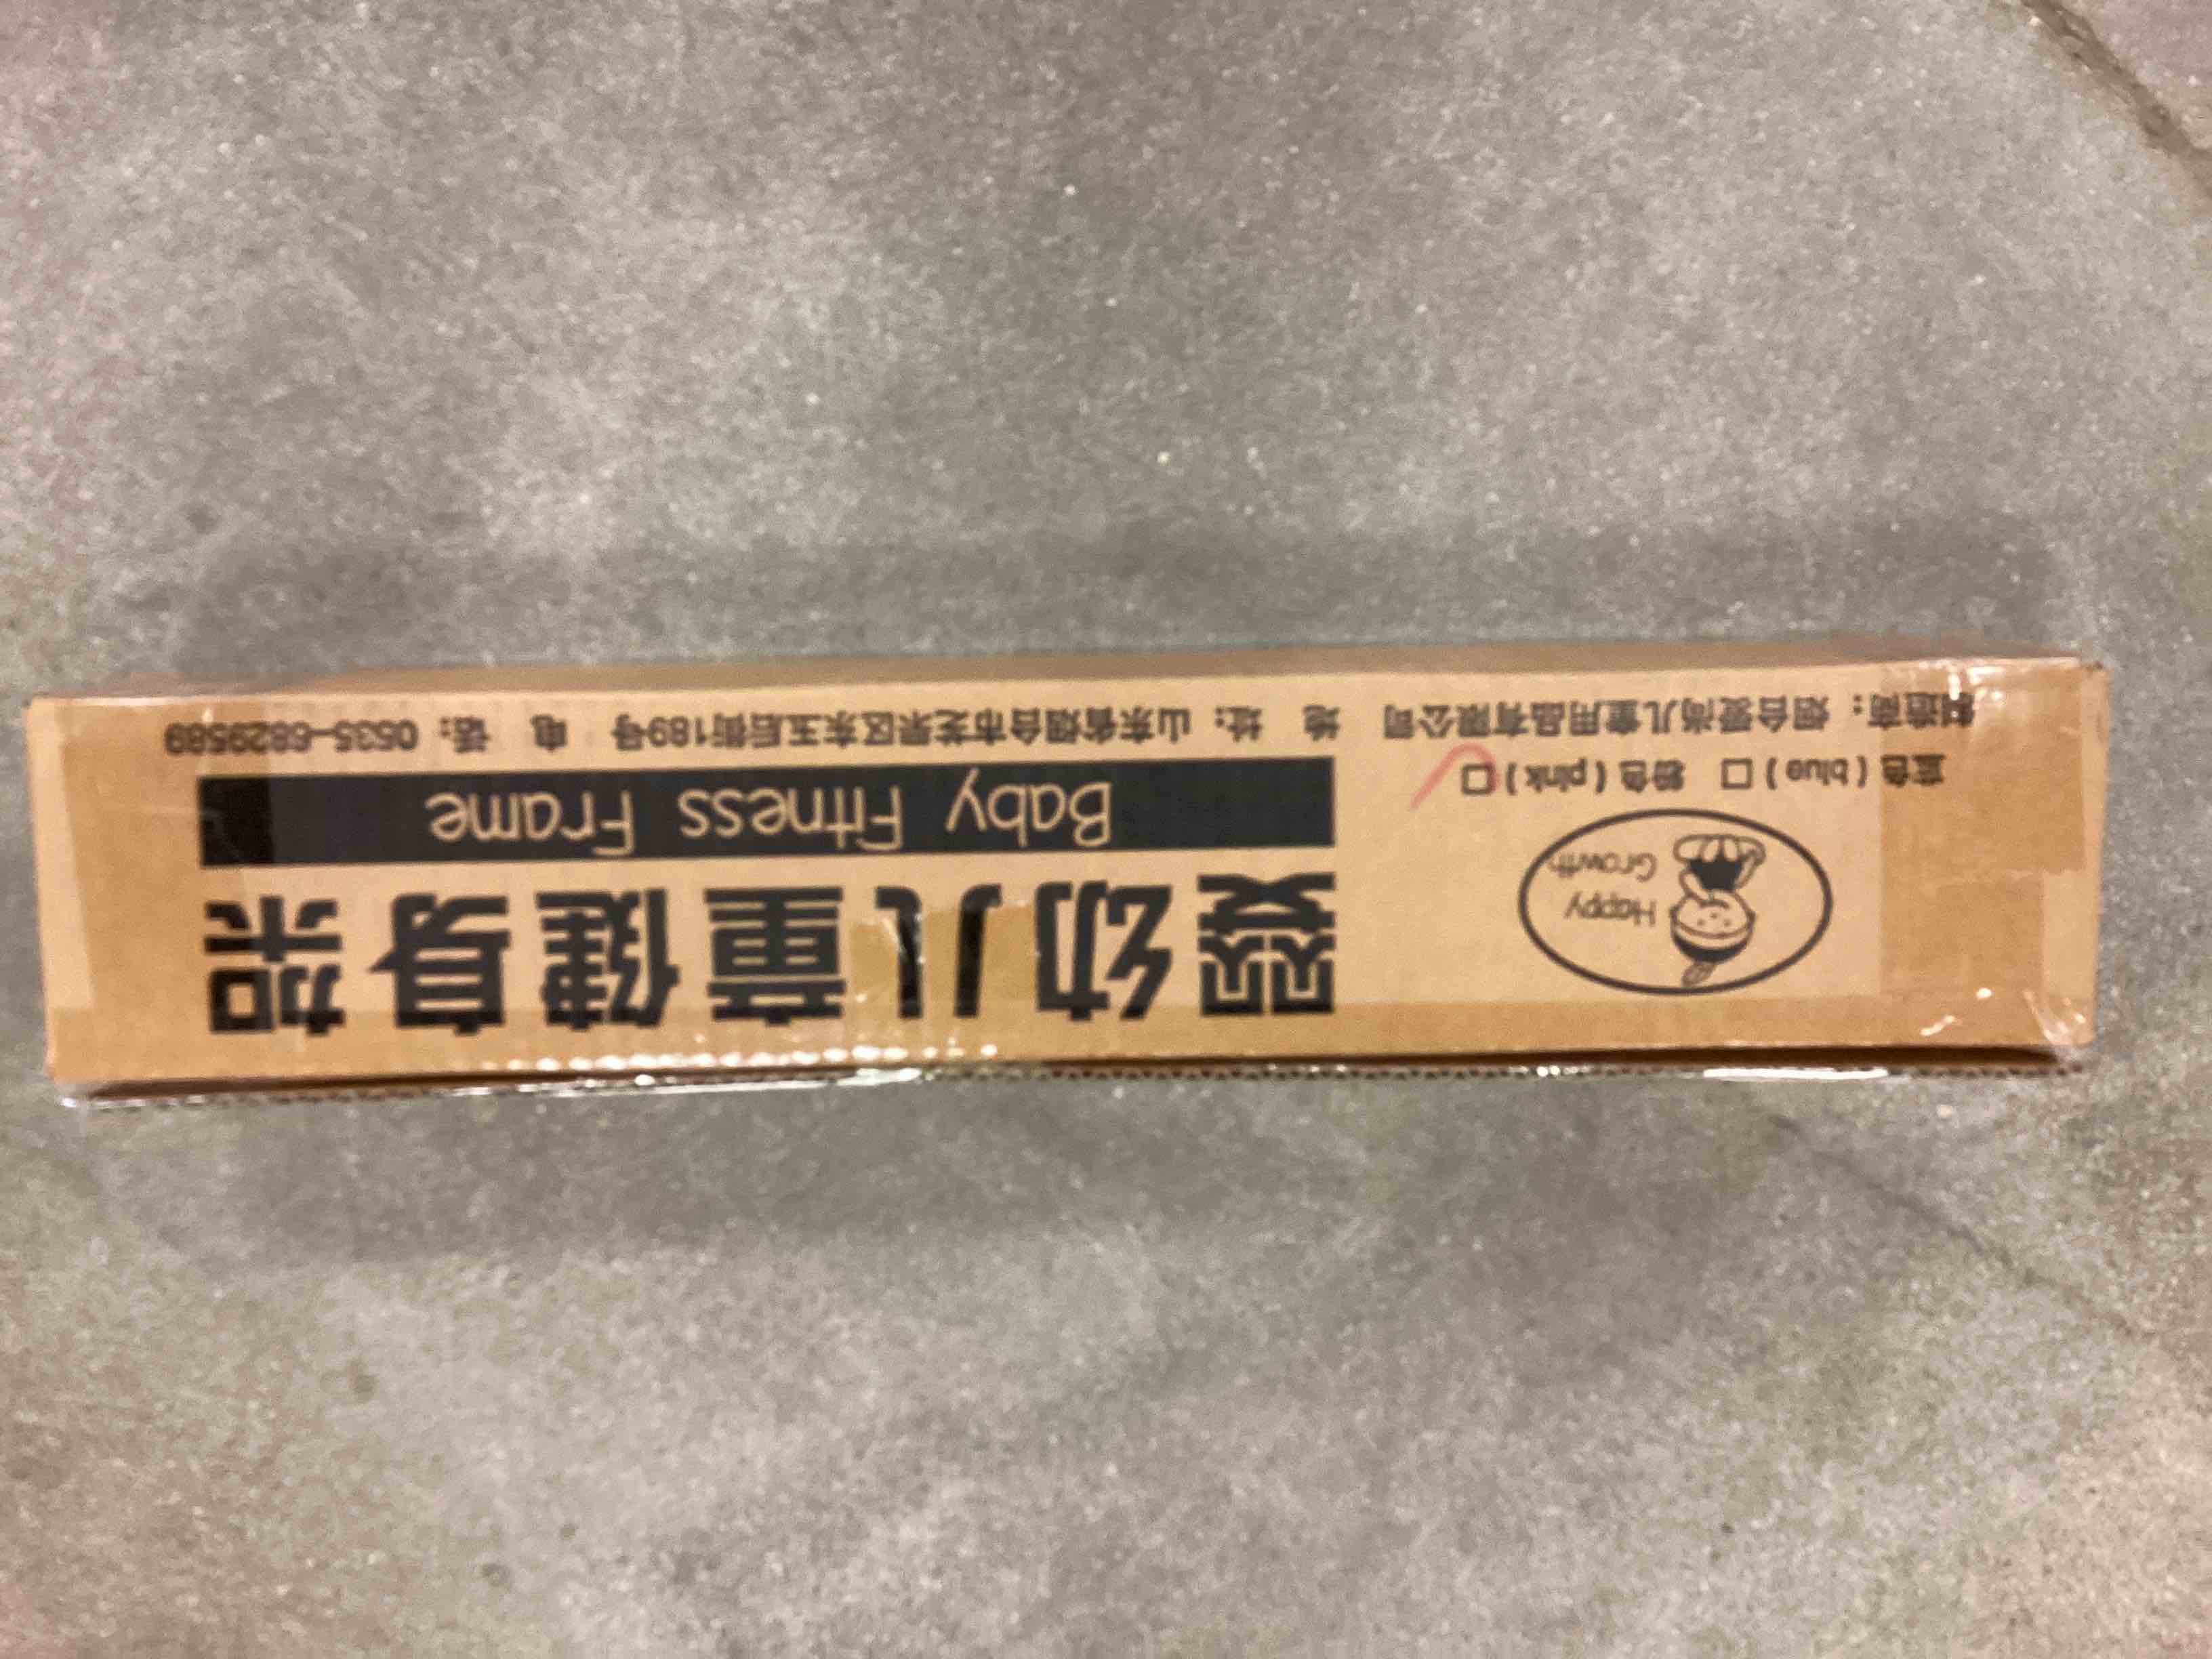 Happy
Growth
婴幼儿童健身架
Baby Fitness Frame
蓝色(blue)□ 粉色(pink)□
制造商:烟台爱尚儿童用品有限公司 地 址:山东省烟台市芝罘区东玉后街189号 电 话:0535-6829589